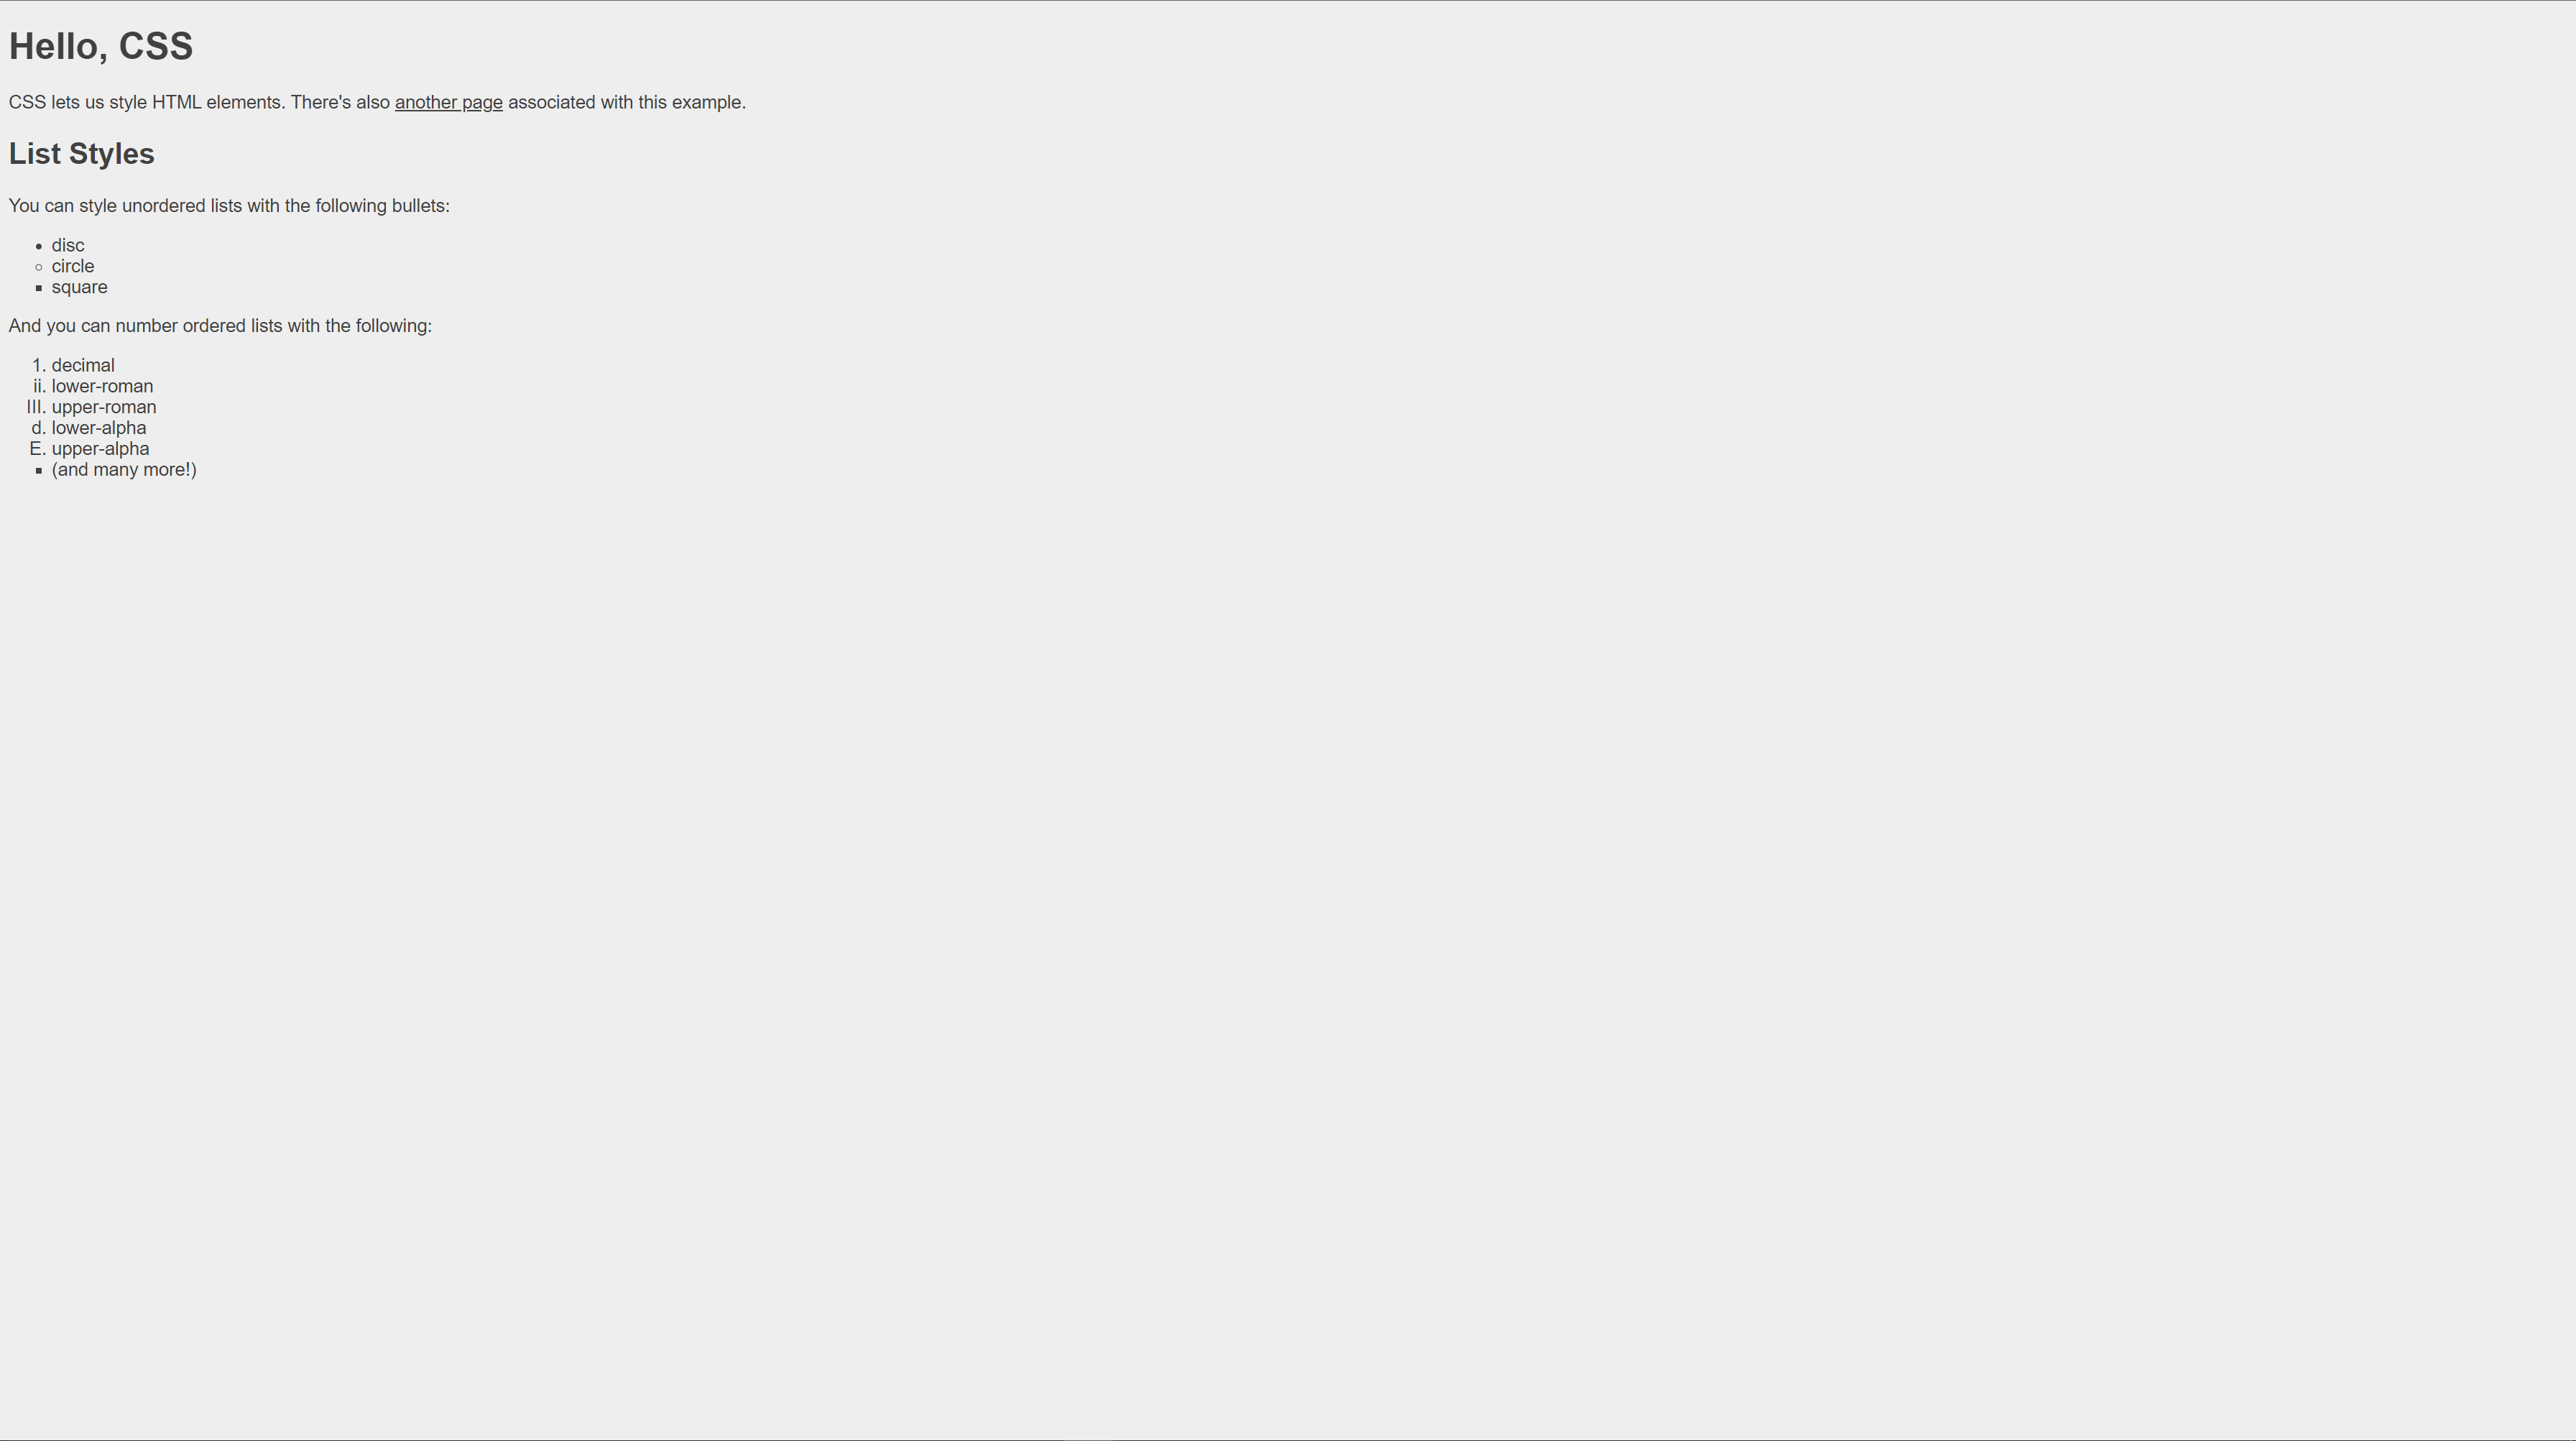 Hello, CSS
CSS lets us style HTML elements. There's also another page associated with this example.
List Styles
You can style unordered lists with the following bullets:
• disc
◦ circle
▪ square
And you can number ordered lists with the following:
1. decimal
ii. lower-roman
III. upper-roman
d. lower-alpha
E. upper-alpha
▪ (and many more!)